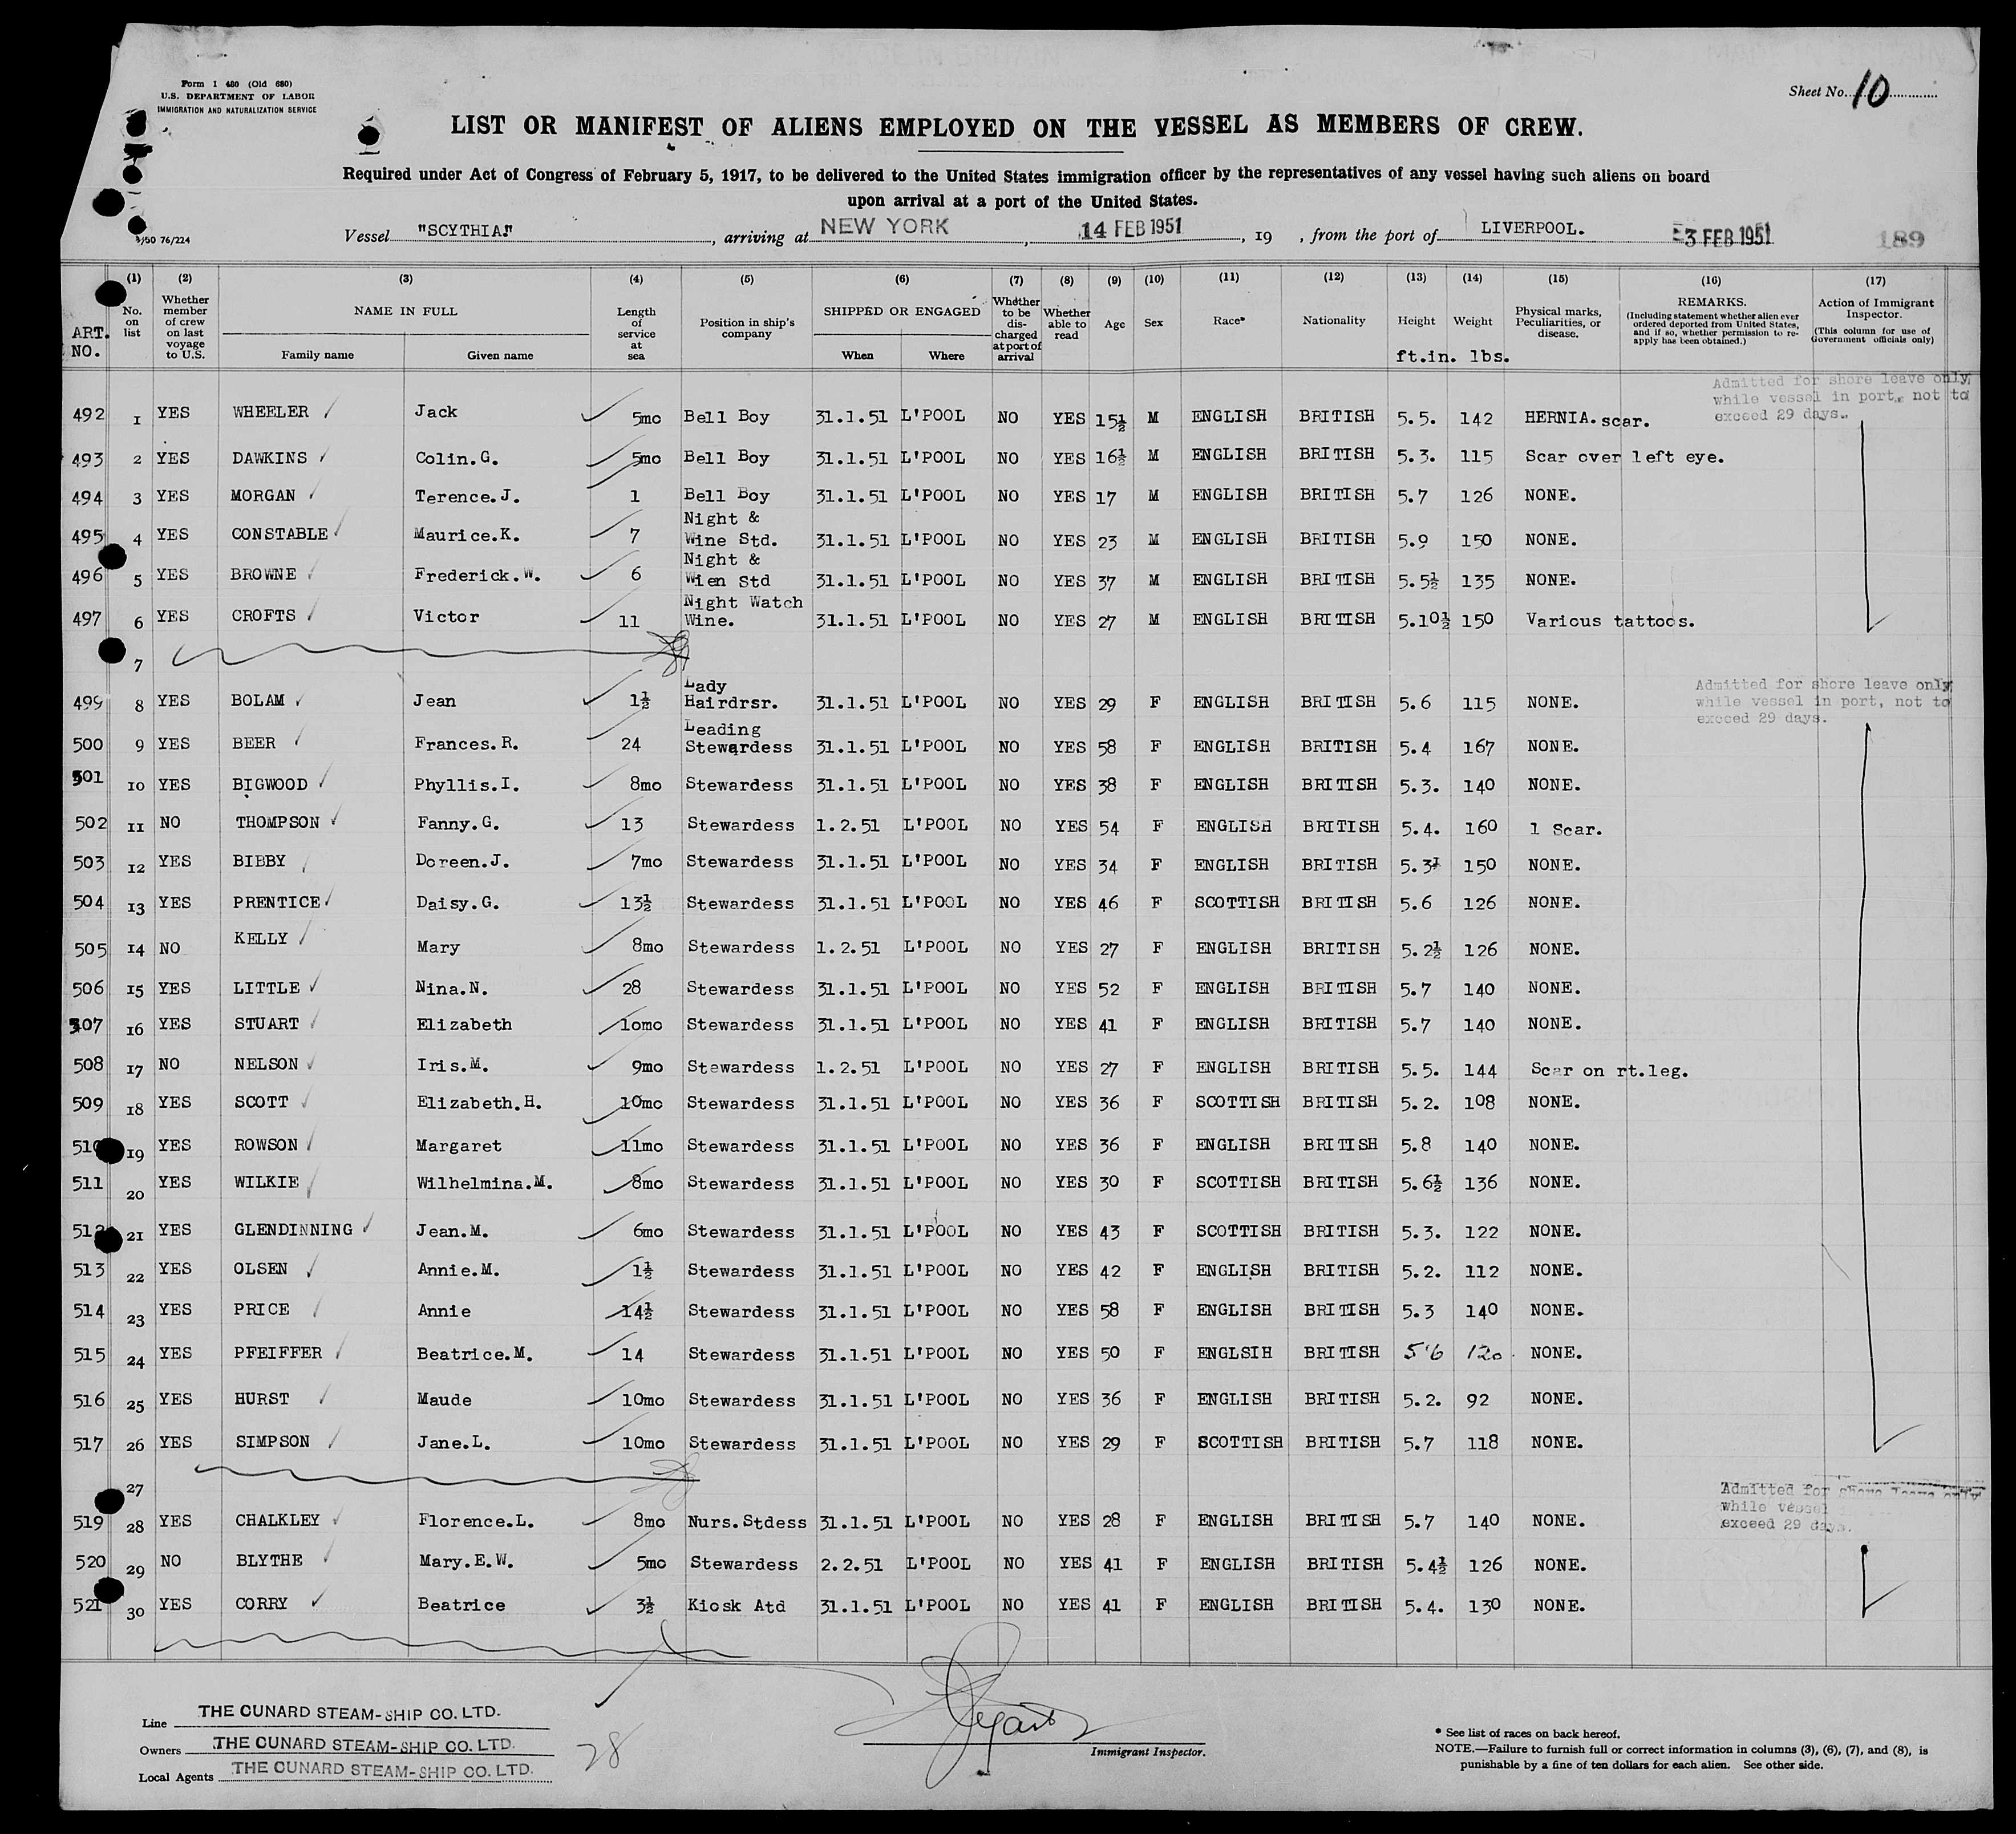 Form I 480 (Old 680)
U.S. DEPARTMENT OF LABOR
IMMIGRATION AND NATURALIZATION SERVICE
Sheet No. 10
LIST OR MANIFEST OF ALIENS EMPLOYED ON THE VESSEL AS MEMBERS OF CREW.
Required under Act of Congress of February 5, 1917, to be delivered to the United States immigration officer by the representatives of any vessel having such aliens on board
upon arrival at a port of the United States.
3/50 76/224
Vessel "SCYTHIA", arriving at NEW YORK, 14 FEB 1951, 19 , from the port of LIVERPOOL. 3 FEB 1951 189
(1) (2) (3) (4) (5) (6) (7) (8) (9) (10) (11) (12) (13) (14) (15) (16) (17)
ART. NO. No. on list Whether member of crew on last voyage to U.S. NAME IN FULL Family name Given name Length of service at sea Position in ship's company SHIPPED OR ENGAGED When Where Whether to be discharged at port of arrival Whether able to read Age Sex Race* Nationality Height Weight Physical marks, Peculiarities, or disease. REMARKS. (Including statement whether alien ever ordered deported from United States, and if so, whether permission to re-apply has been obtained.) Action of Immigrant Inspector. (This column for use of Government officials only)
ft.in. lbs.
Admitted for shore leave only, while vessel in port, not to exceed 29 days.
492 1 YES WHEELER Jack 5mo Bell Boy 31.1.51 L'POOL NO YES 15½ M ENGLISH BRITISH 5.5. 142 HERNIA.scar.
493 2 YES DAWKINS Colin.G. 5mo Bell Boy 31.1.51 L'POOL NO YES 16½ M ENGLISH BRITISH 5.3. 115 Scar over left eye.
494 3 YES MORGAN Terence.J. 1 Bell Boy 31.1.51 L'POOL NO YES 17 M ENGLISH BRITISH 5.7 126 NONE.
495 4 YES CONSTABLE Maurice.K. 7 Night & Wine Std. 31.1.51 L'POOL NO YES 23 M ENGLISH BRITISH 5.9 150 NONE.
496 5 YES BROWNE Frederick.W. 6 Night & Wien Std 31.1.51 L'POOL NO YES 37 M ENGLISH BRITISH 5.5½ 135 NONE.
497 6 YES CROFTS Victor 11 Night Watch Wine. 31.1.51 L'POOL NO YES 27 M ENGLISH BRITISH 5.10½ 150 Various tattoos.
7
Admitted for shore leave only, while vessel in port, not to exceed 29 days.
499 8 YES BOLAM Jean 1½ Lady Hairdrsr. 31.1.51 L'POOL NO YES 29 F ENGLISH BRITISH 5.6 115 NONE.
500 9 YES BEER Frances.R. 24 Leading Stewardess 31.1.51 L'POOL NO YES 58 F ENGLISH BRITISH 5.4 167 NONE.
501 10 YES BIGWOOD Phyllis.I. 8mo Stewardess 31.1.51 L'POOL NO YES 38 F ENGLISH BRITISH 5.3. 140 NONE.
502 11 NO THOMPSON Fanny.G. 13 Stewardess 1.2.51 L'POOL NO YES 54 F ENGLISH BRITISH 5.4. 160 1 Scar.
503 12 YES BIBBY Doreen.J. 7mo Stewardess 31.1.51 L'POOL NO YES 34 F ENGLISH BRITISH 5.3½ 150 NONE.
504 13 YES PRENTICE Daisy.G. 13½ Stewardess 31.1.51 L'POOL NO YES 46 F SCOTTISH BRITISH 5.6 126 NONE.
505 14 NO KELLY Mary 8mo Stewardess 1.2.51 L'POOL NO YES 27 F ENGLISH BRITISH 5.2½ 126 NONE.
506 15 YES LITTLE Nina.N. 28 Stewardess 31.1.51 L'POOL NO YES 52 F ENGLISH BRITISH 5.7 140 NONE.
507 16 YES STUART Elizabeth 10mo Stewardess 31.1.51 L'POOL NO YES 41 F ENGLISH BRITISH 5.7 140 NONE.
508 17 NO NELSON Iris.M. 9mo Stewardess 1.2.51 L'POOL NO YES 27 F ENGLISH BRITISH 5.5. 144 Scar on rt.leg.
509 18 YES SCOTT Elizabeth.H. 10mo Stewardess 31.1.51 L'POOL NO YES 36 F SCOTTISH BRITISH 5.2. 108 NONE.
510 19 YES ROWSON Margaret 11mo Stewardess 31.1.51 L'POOL NO YES 36 F ENGLISH BRITISH 5.8 140 NONE.
511 20 YES WILKIE Wilhelmina.M. 8mo Stewardess 31.1.51 L'POOL NO YES 30 F SCOTTISH BRITISH 5.6½ 136 NONE.
512 21 YES GLENDINNING Jean.M. 6mo Stewardess 31.1.51 L'POOL NO YES 43 F SCOTTISH BRITISH 5.3. 122 NONE.
513 22 YES OLSEN Annie.M. 1½ Stewardess 31.1.51 L'POOL NO YES 42 F ENGLISH BRITISH 5.2. 112 NONE.
514 23 YES PRICE Annie 14½ Stewardess 31.1.51 L'POOL NO YES 58 F ENGLISH BRITISH 5.3 140 NONE.
515 24 YES PFEIFFER Beatrice.M. 14 Stewardess 31.1.51 L'POOL NO YES 50 F ENGLSIH BRITISH 5'6 120. NONE.
516 25 YES HURST Maude 10mo Stewardess 31.1.51 L'POOL NO YES 36 F ENGLISH BRITISH 5.2. 92 NONE.
517 26 YES SIMPSON Jane.L. 10mo Stewardess 31.1.51 L'POOL NO YES 29 F SCOTTISH BRITISH 5.7 118 NONE.
27
Admitted for shore leave only while vessel exceed 29 days.
519 28 YES CHALKLEY Florence.L. 8mo Nurs.Stdess 31.1.51 L'POOL NO YES 28 F ENGLISH BRITISH 5.7 140 NONE.
520 29 NO BLYTHE Mary.E.W. 5mo Stewardess 2.2.51 L'POOL NO YES 41 F ENGLISH BRITISH 5.4½ 126 NONE.
521 30 YES CORRY Beatrice 3½ Kiosk Atd 31.1.51 L'POOL NO YES 41 F ENGLISH BRITISH 5.4. 130 NONE.
Line THE CUNARD STEAM-SHIP CO. LTD.
Owners THE CUNARD STEAM-SHIP CO. LTD.
Local Agents THE CUNARD STEAM-SHIP CO. LTD.
28
Immigrant Inspector.
* See list of races on back hereof.
NOTE.—Failure to furnish full or correct information in columns (3), (6), (7), and (8), is
punishable by a fine of ten dollars for each alien. See other side.